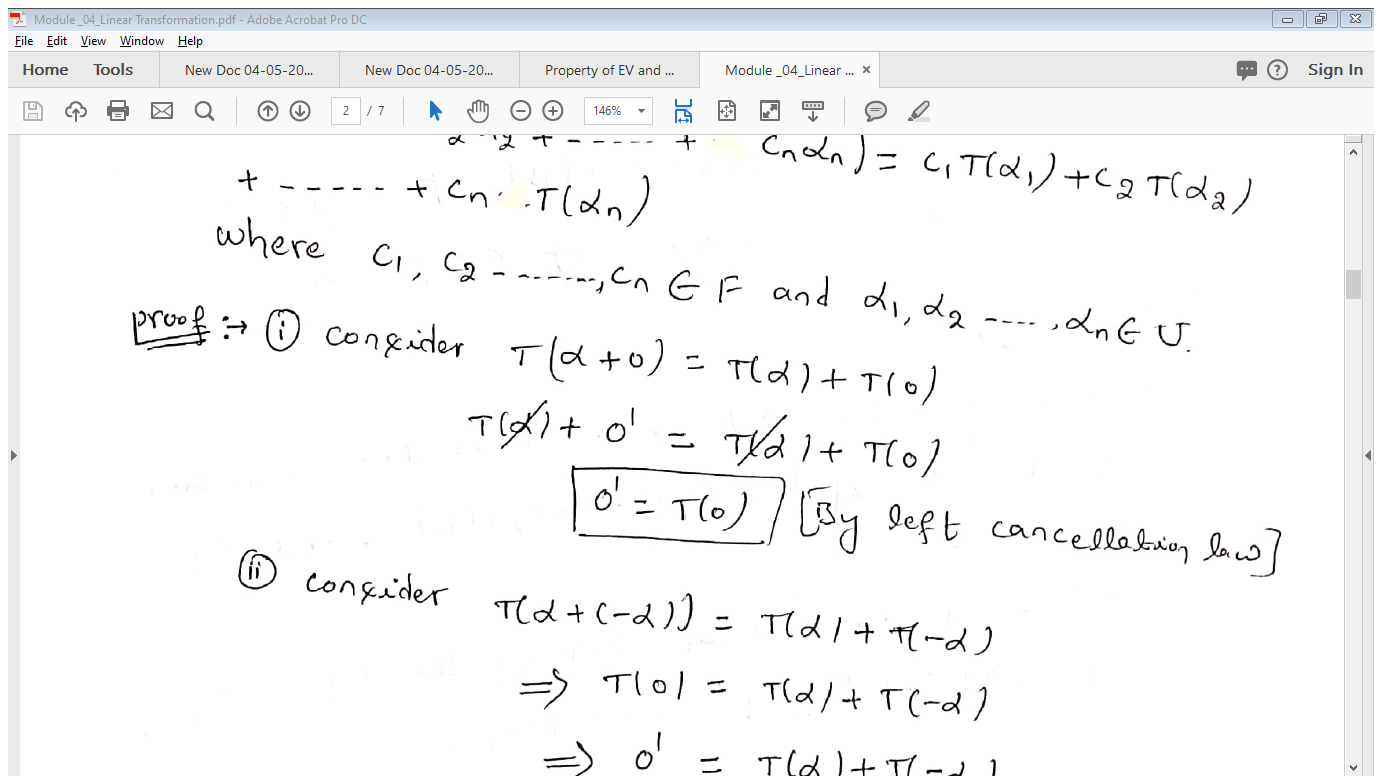 Module _04_Linear Transformation.pdf - Adobe Acrobat Pro DC
File Edit View Window Help
Home Tools New Doc 04-05-20... New Doc 04-05-20... Property of EV and ... Module _04_Linear ... × Sign In
2 / 7 146%
+ ----- + Cnαn) = C₁T(α₁)+C₂T(α₂)
+ ----- + Cn·T(αn)
where C₁, C₂ -------, Cn ∈ F and α₁, α₂ ----, αn ∈ U.
proof :→ (i) consider T(α+0) = T(α)+T(0)
T(α)+ 0' = T(α)+ T(0)
0' = T(0) [By left cancellation law]
(ii) consider T(α+(-α)) = T(α)+T(-α)
⇒ T(0) = T(α)+T(-α)
⇒ 0' = T(α)+T(-α)